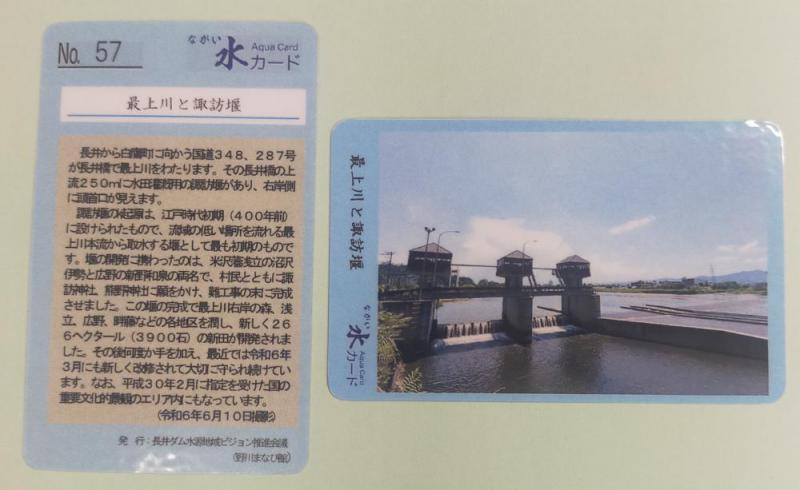 No. 57
ながい
水
Aqua Card
カード
最上川と諏訪堰
長井から白鷹町に向かう国道348、287号
が長井橋で最上川をわたります。その長井橋の上
流250mに水田灌漑用の諏訪堰があり、右岸側
に頭首口が見えます。
諏訪堰の起源は、江戸時代初期(400年前)
に設けられたもので、流域の低い場所を流れる最
上川本流から取水する堰として最も初期のもので
す。堰の開発に携わったのは、米沢藩浅立の沼沢
伊勢と広野の新野和泉の両名で、村民とともに諏
訪神社、熊野神社に願をかけ、難工事の末に完成
させました。この堰の完成で最上川右岸の森、浅
立、広野、畔藤などの各地区を潤し、新しく26
6ヘクタール(3900石)の新田が開発されま
した。その後何度か手を加え、最近では令和6年
3月にも新しく改修されて大切に守られ続けてい
ます。なお、平成30年2月に指定を受けた国の
重要文化的景観のエリア内にもなっています。
(令和6年6月10日撮影)
発 行:長井ダム水源地域ビジョン推進会議
(野川まなび館)
最上川と諏訪堰
ながい
水
Aqua Card
カード